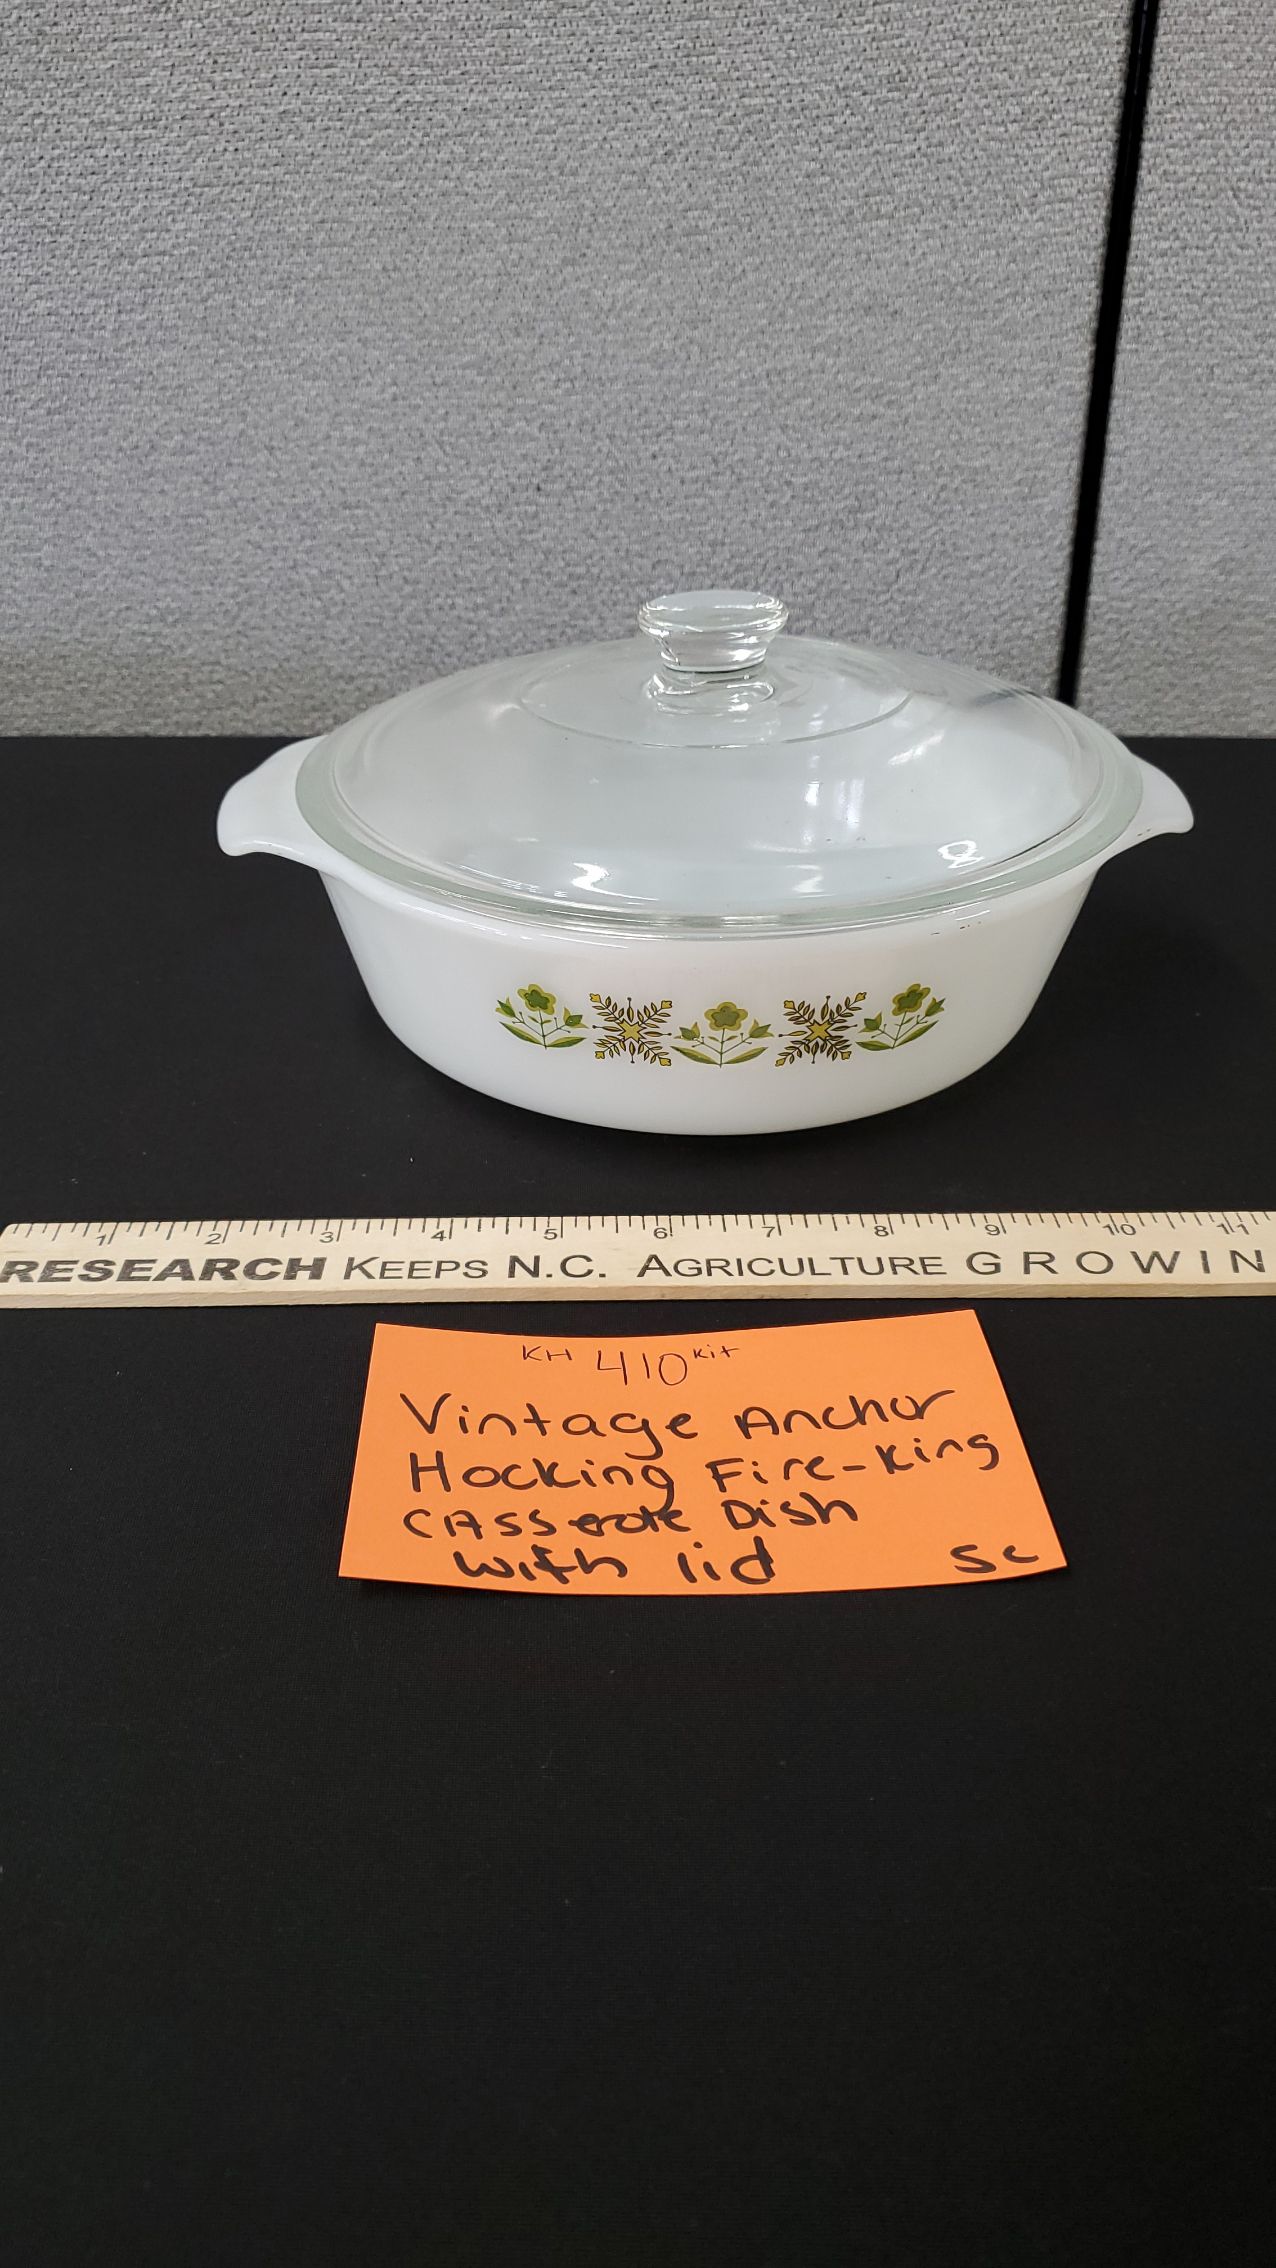 1 2 3 4 5 6 7 8 9 10 11
RESEARCH KEEPS N.C. AGRICULTURE GROWIN
KH 410 Kit
Vintage Anchor
Hocking Fire-King
CASSerole Dish
with lid SC